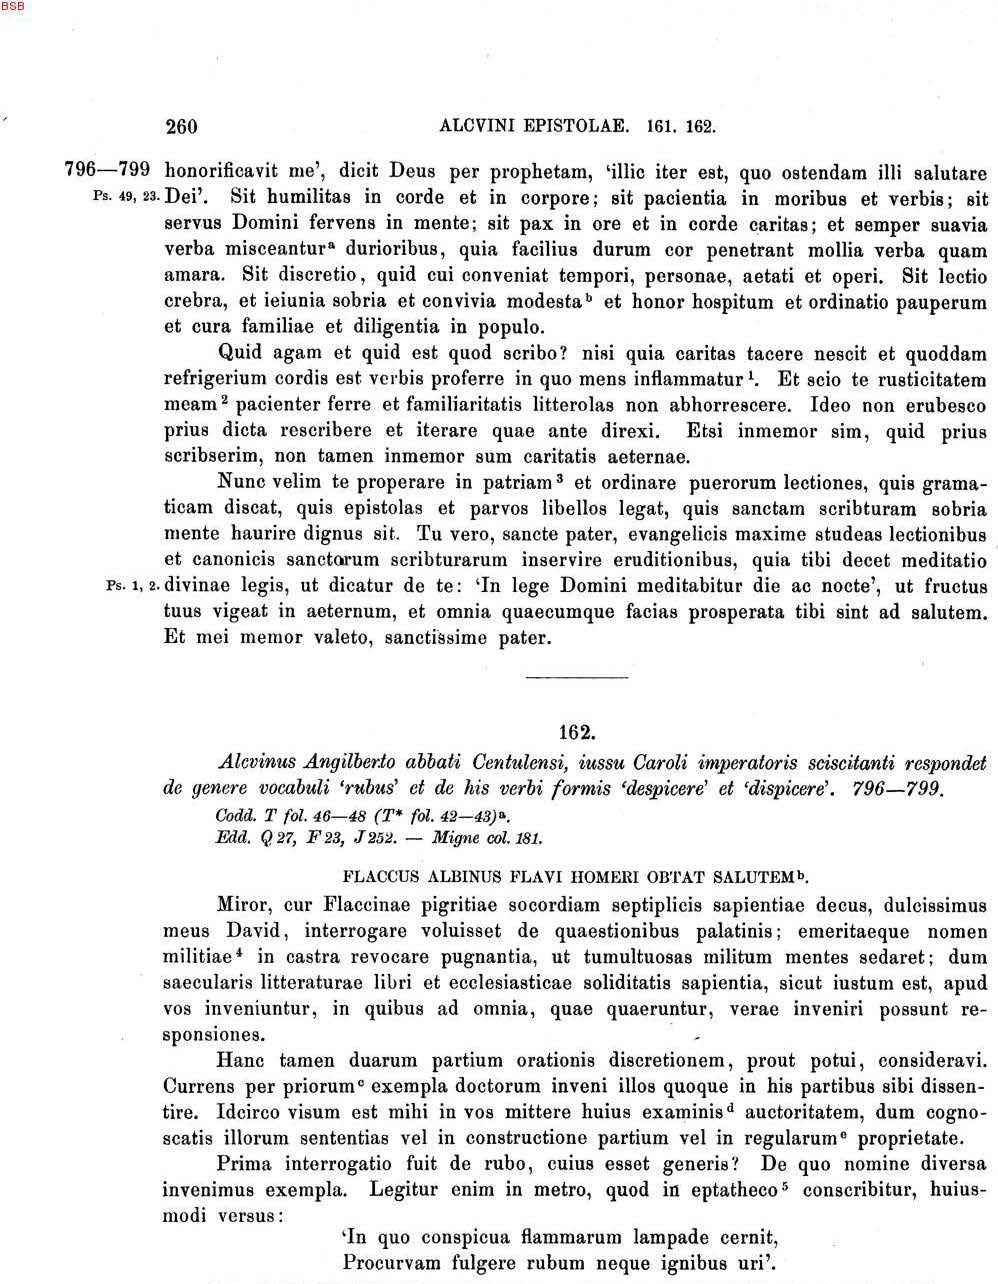 BSB
260
ALCVINI EPISTOLAE. 161. 162.
796—799 honorificavit me’, dicit Deus per prophetam, ‘illic iter est, quo ostendam illi salutare
Ps. 49, 23. Dei’. Sit humilitas in corde et in corpore; sit pacientia in moribus et verbis; sit
servus Domini fervens in mente; sit pax in ore et in corde caritas; et semper suavia
verba misceanturᵃ durioribus, quia facilius durum cor penetrant mollia verba quam
amara. Sit discretio, quid cui conveniat tempori, personae, aetati et operi. Sit lectio
crebra, et ieiunia sobria et convivia modestaᵇ et honor hospitum et ordinatio pauperum
et cura familiae et diligentia in populo.
Quid agam et quid est quod scribo? nisi quia caritas tacere nescit et quoddam
refrigerium cordis est verbis proferre in quo mens inflammatur¹. Et scio te rusticitatem
meam² pacienter ferre et familiaritatis litterolas non abhorrescere. Ideo non erubesco
prius dicta rescribere et iterare quae ante direxi. Etsi inmemor sim, quid prius
scribserim, non tamen inmemor sum caritatis aeternae.
Nunc velim te properare in patriam³ et ordinare puerorum lectiones, quis grama-
ticam discat, quis epistolas et parvos libellos legat, quis sanctam scribturam sobria
mente haurire dignus sit. Tu vero, sancte pater, evangelicis maxime studeas lectionibus
et canonicis sanctorum scribturarum inservire eruditionibus, quia tibi decet meditatio
Ps. 1, 2. divinae legis, ut dicatur de te: ‘In lege Domini meditabitur die ac nocte’, ut fructus
tuus vigeat in aeternum, et omnia quaecumque facias prosperata tibi sint ad salutem.
Et mei memor valeto, sanctissime pater.
162.
Alcvinus Angilberto abbati Centulensi, iussu Caroli imperatoris sciscitanti respondet
de genere vocabuli ‘rubus’ et de his verbi formis ‘despicere’ et ‘dispicere’. 796—799.
Codd. T fol. 46—48 (T* fol. 42—43)ᵃ.
Edd. Q 27, F 23, J 252. — Migne col. 181.
FLACCUS ALBINUS FLAVI HOMERI OBTAT SALUTEMᵇ.
Miror, cur Flaccinae pigritiae socordiam septiplicis sapientiae decus, dulcissimus
meus David, interrogare voluisset de quaestionibus palatinis; emeritaeque nomen
militiae⁴ in castra revocare pugnantia, ut tumultuosas militum mentes sedaret; dum
saecularis litteraturae libri et ecclesiasticae soliditatis sapientia, sicut iustum est, apud
vos inveniuntur, in quibus ad omnia, quae quaeruntur, verae inveniri possunt re-
sponsiones.
Hanc tamen duarum partium orationis discretionem, prout potui, consideravi.
Currens per priorumᶜ exempla doctorum inveni illos quoque in his partibus sibi dissen-
tire. Idcirco visum est mihi in vos mittere huius examinisᵈ auctoritatem, dum cogno-
scatis illorum sententias vel in constructione partium vel in regularumᵉ proprietate.
Prima interrogatio fuit de rubo, cuius esset generis? De quo nomine diversa
invenimus exempla. Legitur enim in metro, quod in eptatheco⁵ conscribitur, huius-
modi versus:
‘In quo conspicua flammarum lampade cernit,
Procurvam fulgere rubum neque ignibus uri’.